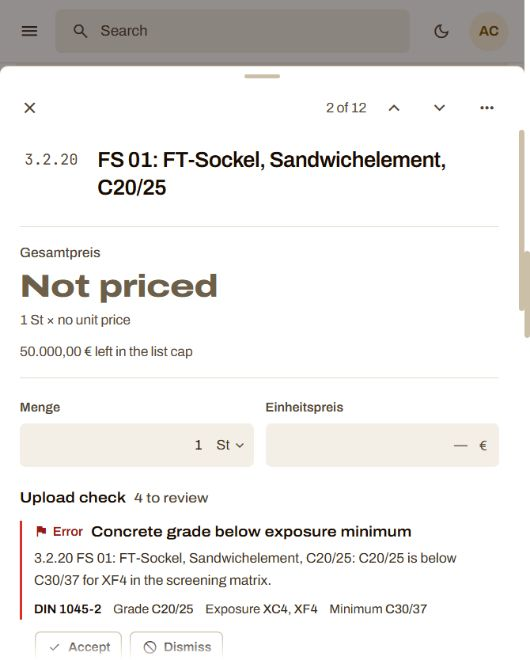 Search
AC
2 of 12
3.2.20
FS 01: FT-Sockel, Sandwichelement,
C20/25
Gesamtpreis
Not priced
1 St × no unit price
50.000,00 € left in the list cap
Menge
Einheitspreis
1 St
— €
Upload check 4 to review
Error Concrete grade below exposure minimum
3.2.20 FS 01: FT-Sockel, Sandwichelement, C20/25: C20/25 is below
C30/37 for XF4 in the screening matrix.
DIN 1045-2 Grade C20/25 Exposure XC4, XF4 Minimum C30/37
Accept
Dismiss